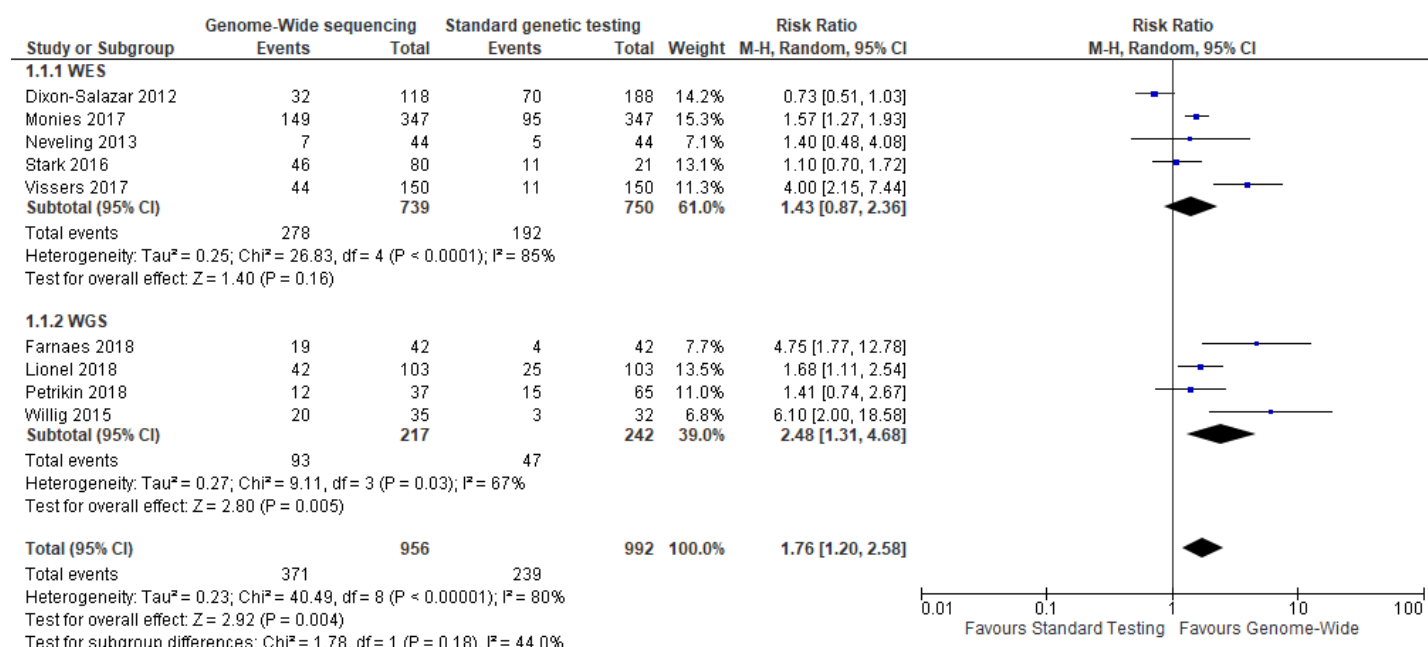 Genome-Wide sequencing Standard genetic testing Risk Ratio Risk Ratio
Study or Subgroup Events Total Events Total Weight M-H, Random, 95% CI M-H, Random, 95% CI
1.1.1 WES
Dixon-Salazar 2012 32 118 70 188 14.2% 0.73 [0.51, 1.03]
Monies 2017 149 347 95 347 15.3% 1.57 [1.27, 1.93]
Neveling 2013 7 44 5 44 7.1% 1.40 [0.48, 4.08]
Stark 2016 46 80 11 21 13.1% 1.10 [0.70, 1.72]
Vissers 2017 44 150 11 150 11.3% 4.00 [2.15, 7.44]
Subtotal (95% CI) 739 750 61.0% 1.43 [0.87, 2.36]
Total events 278 192
Heterogeneity: Tau² = 0.25; Chi² = 26.83, df = 4 (P < 0.0001); I² = 85%
Test for overall effect: Z = 1.40 (P = 0.16)
1.1.2 WGS
Farnaes 2018 19 42 4 42 7.7% 4.75 [1.77, 12.78]
Lionel 2018 42 103 25 103 13.5% 1.68 [1.11, 2.54]
Petrikin 2018 12 37 15 65 11.0% 1.41 [0.74, 2.67]
Willig 2015 20 35 3 32 6.8% 6.10 [2.00, 18.58]
Subtotal (95% CI) 217 242 39.0% 2.48 [1.31, 4.68]
Total events 93 47
Heterogeneity: Tau² = 0.27; Chi² = 9.11, df = 3 (P = 0.03); I² = 67%
Test for overall effect: Z = 2.80 (P = 0.005)
Total (95% CI) 956 992 100.0% 1.76 [1.20, 2.58]
Total events 371 239
Heterogeneity: Tau² = 0.23; Chi² = 40.49, df = 8 (P < 0.00001); I² = 80%
Test for overall effect: Z = 2.92 (P = 0.004)
Test for subgroup differences: Chi² = 1.78, df = 1 (P = 0.18), I² = 44.0%
0.01 0.1 1 10 100
Favours Standard Testing Favours Genome-Wide